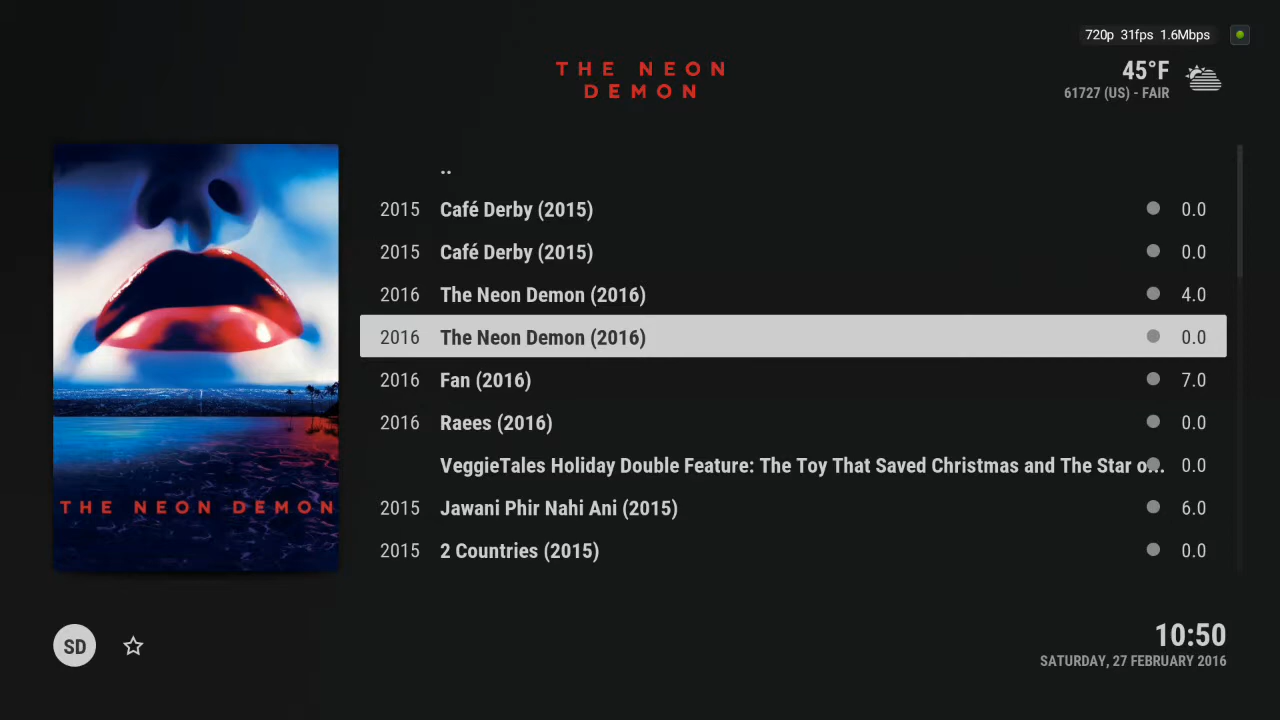 720p 31fps 1.6Mbps
THE NEON
DEMON
45°F
61727 (US) - FAIR
..
2015 Café Derby (2015) 0.0
2015 Café Derby (2015) 0.0
2016 The Neon Demon (2016) 4.0
2016 The Neon Demon (2016) 0.0
2016 Fan (2016) 7.0
2016 Raees (2016) 0.0
VeggieTales Holiday Double Feature: The Toy That Saved Christmas and The Star o... 0.0
2015 Jawani Phir Nahi Ani (2015) 6.0
2015 2 Countries (2015) 0.0
THE NEON DEMON
SD
10:50
SATURDAY, 27 FEBRUARY 2016